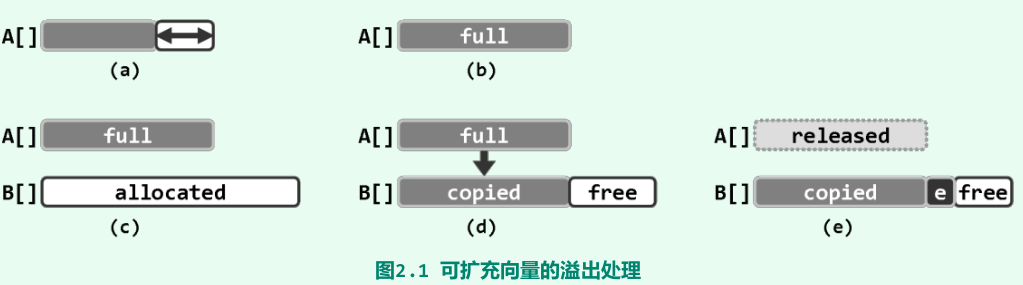 A[] A[] full
(a) (b)
A[] full A[] full A[] released
B[] allocated B[] copied free B[] copied e free
(c) (d) (e)
图2.1 可扩充向量的溢出处理